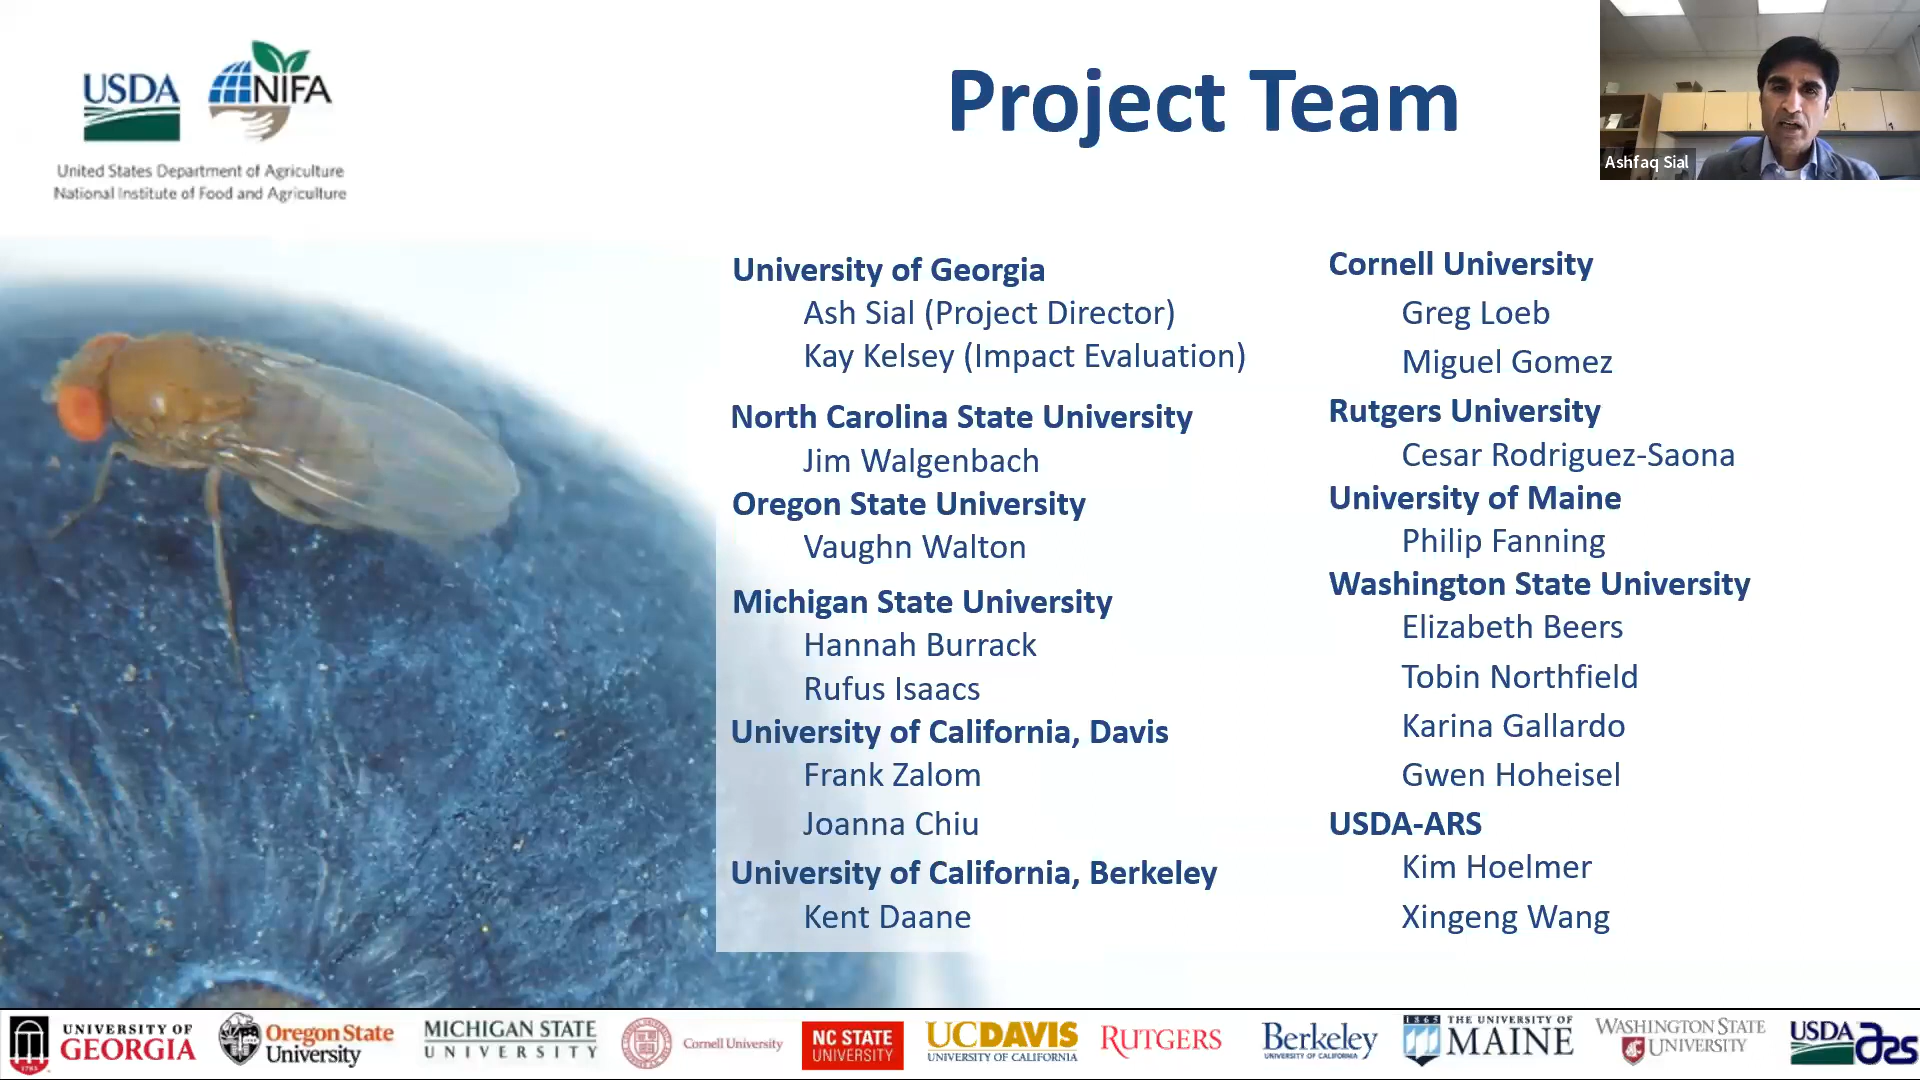 USDA
NIFA
United States Department of Agriculture
National Institute of Food and Agriculture
Project Team
Ashfaq Sial
University of Georgia
Ash Sial (Project Director)
Kay Kelsey (Impact Evaluation)
North Carolina State University
Jim Walgenbach
Oregon State University
Vaughn Walton
Michigan State University
Hannah Burrack
Rufus Isaacs
University of California, Davis
Frank Zalom
Joanna Chiu
University of California, Berkeley
Kent Daane
Cornell University
Greg Loeb
Miguel Gomez
Rutgers University
Cesar Rodriguez-Saona
University of Maine
Philip Fanning
Washington State University
Elizabeth Beers
Tobin Northfield
Karina Gallardo
Gwen Hoheisel
USDA-ARS
Kim Hoelmer
Xingeng Wang
1785
UNIVERSITY OF
GEORGIA
Oregon State
University
MICHIGAN STATE
UNIVERSITY
Cornell University
NC STATE
UNIVERSITY
UCDAVIS
UNIVERSITY OF CALIFORNIA
RUTGERS
Berkeley
UNIVERSITY OF CALIFORNIA
1865
THE UNIVERSITY OF
MAINE
WASHINGTON STATE
UNIVERSITY
USDA
ars